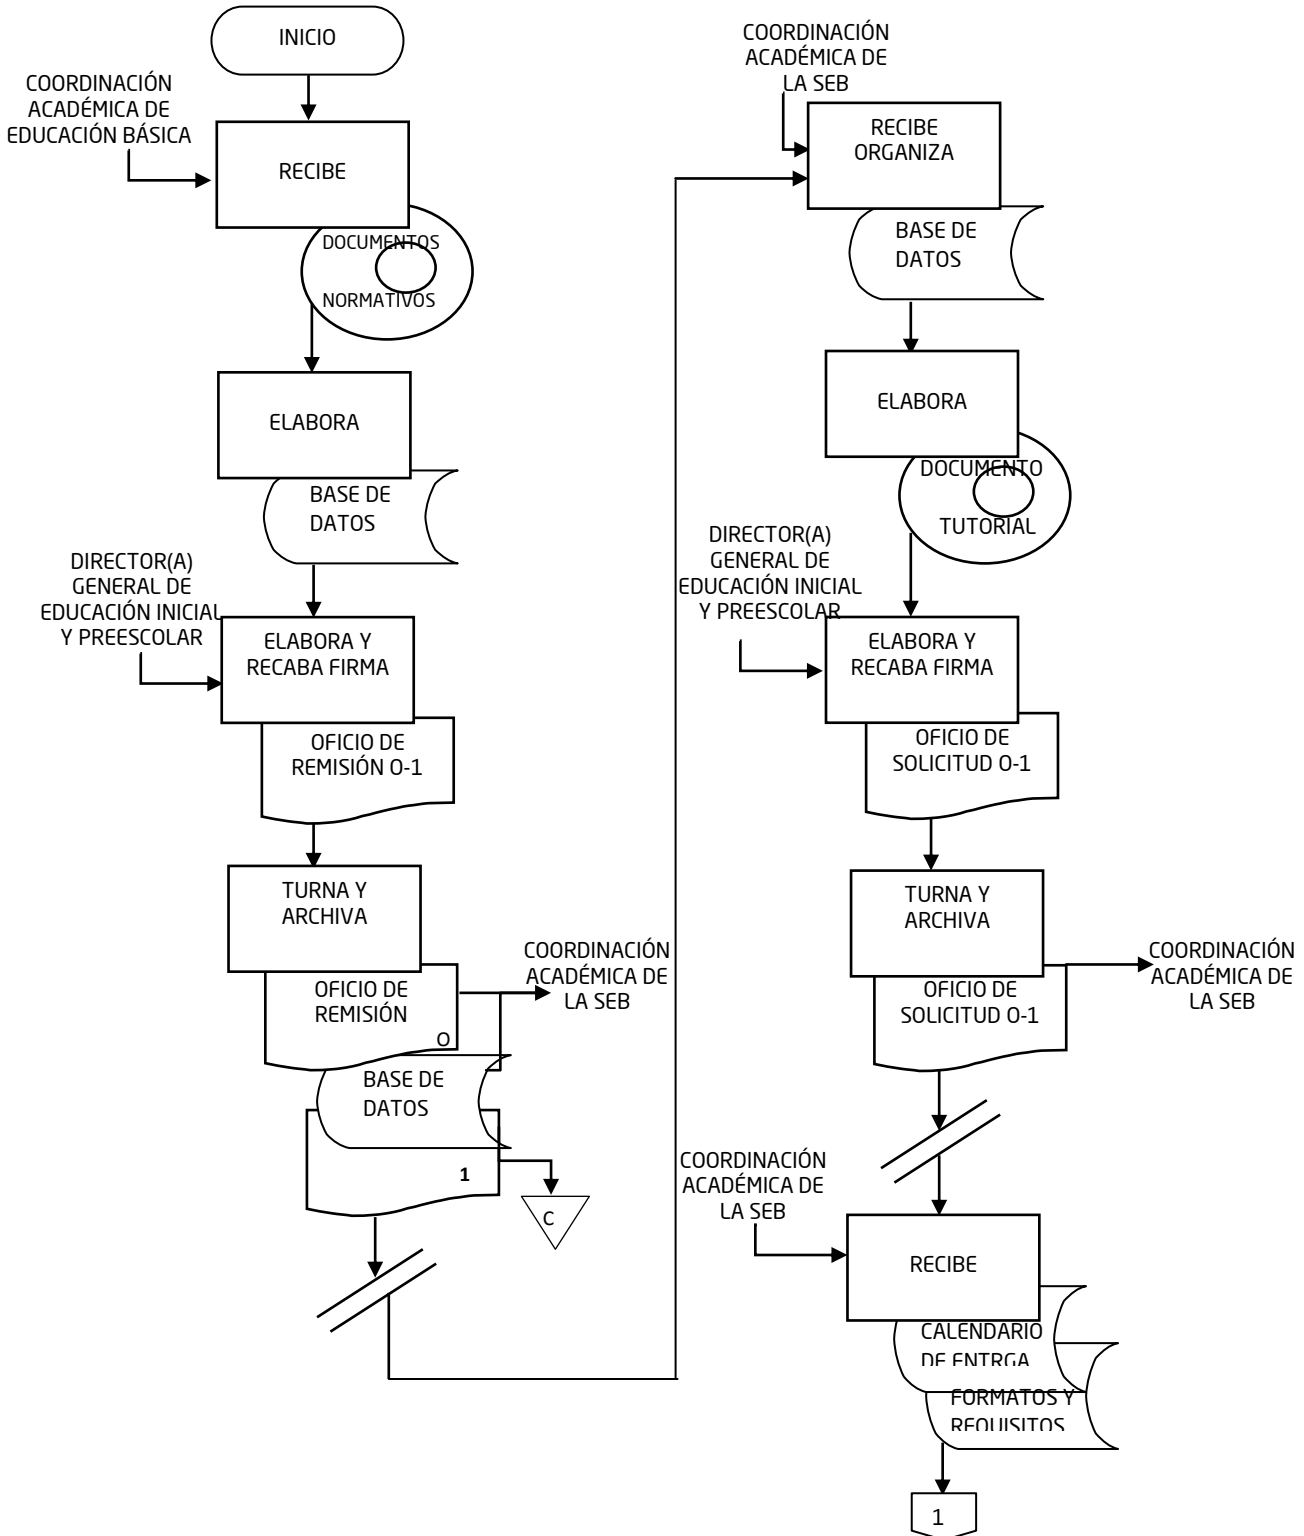 INICIO
COORDINACIÓN
ACADÉMICA DE
EDUCACIÓN BÁSICA
RECIBE
DOCUMENTOS
NORMATIVOS
ELABORA
BASE DE
DATOS
DIRECTOR(A)
GENERAL DE
EDUCACIÓN INICIAL
Y PREESCOLAR
ELABORA Y
RECABA FIRMA
OFICIO DE
REMISIÓN O-1
TURNA Y
ARCHIVA
OFICIO DE
REMISIÓN
O
COORDINACIÓN
ACADÉMICA DE
LA SEB
BASE DE
DATOS
1
C
COORDINACIÓN
ACADÉMICA DE
LA SEB
RECIBE
ORGANIZA
BASE DE
DATOS
ELABORA
DOCUMENTO
TUTORIAL
DIRECTOR(A)
GENERAL DE
EDUCACIÓN INICIAL
Y PREESCOLAR
ELABORA Y
RECABA FIRMA
OFICIO DE
SOLICITUD O-1
TURNA Y
ARCHIVA
OFICIO DE
SOLICITUD O-1
COORDINACIÓN
ACADÉMICA DE
LA SEB
COORDINACIÓN
ACADÉMICA DE
LA SEB
RECIBE
CALENDARIO
DE ENTRGA
FORMATOS Y
REQUISITOS
1